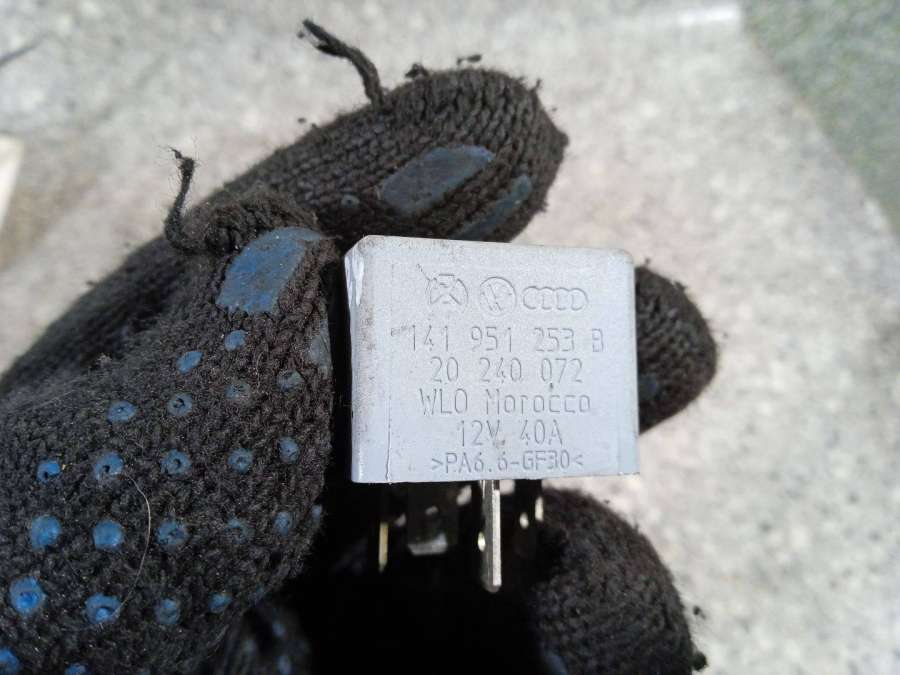 141 951 253 B
20 240 072
WLO Morocco
12V 40A
>PA6.6-GF30<